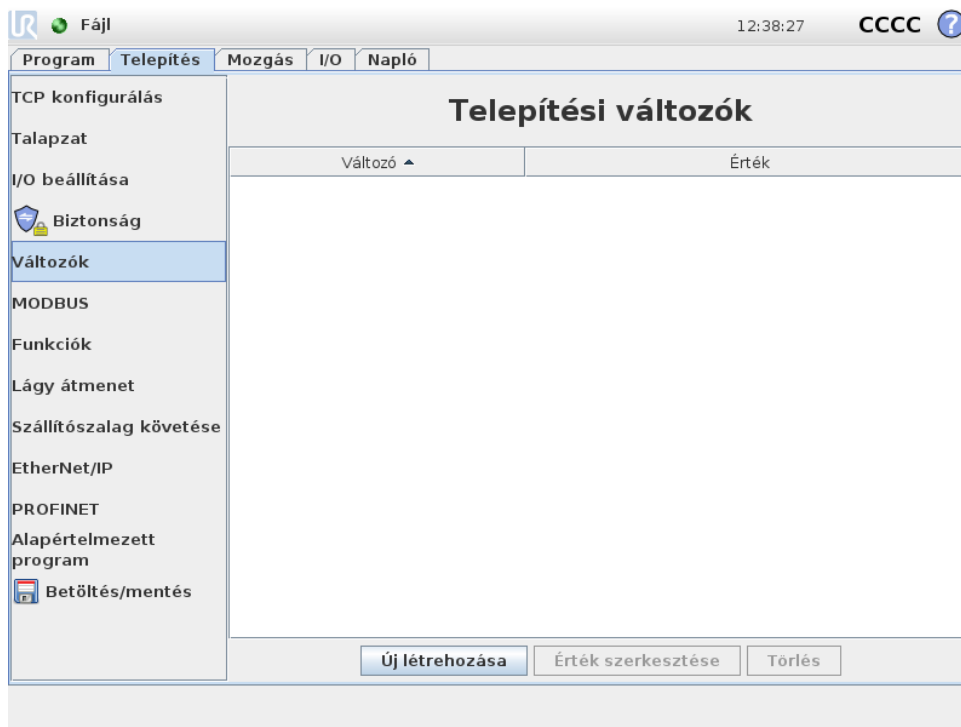 UR Fájl 12:38:27 CCCC ?
Program Telepítés Mozgás I/O Napló
TCP konfigurálás
Talapzat
I/O beállítása
Biztonság
Változók
MODBUS
Funkciók
Lágy átmenet
Szállítószalag követése
EtherNet/IP
PROFINET
Alapértelmezett
program
Betöltés/mentés
Telepítési változók
Változó Érték
Új létrehozása Érték szerkesztése Törlés